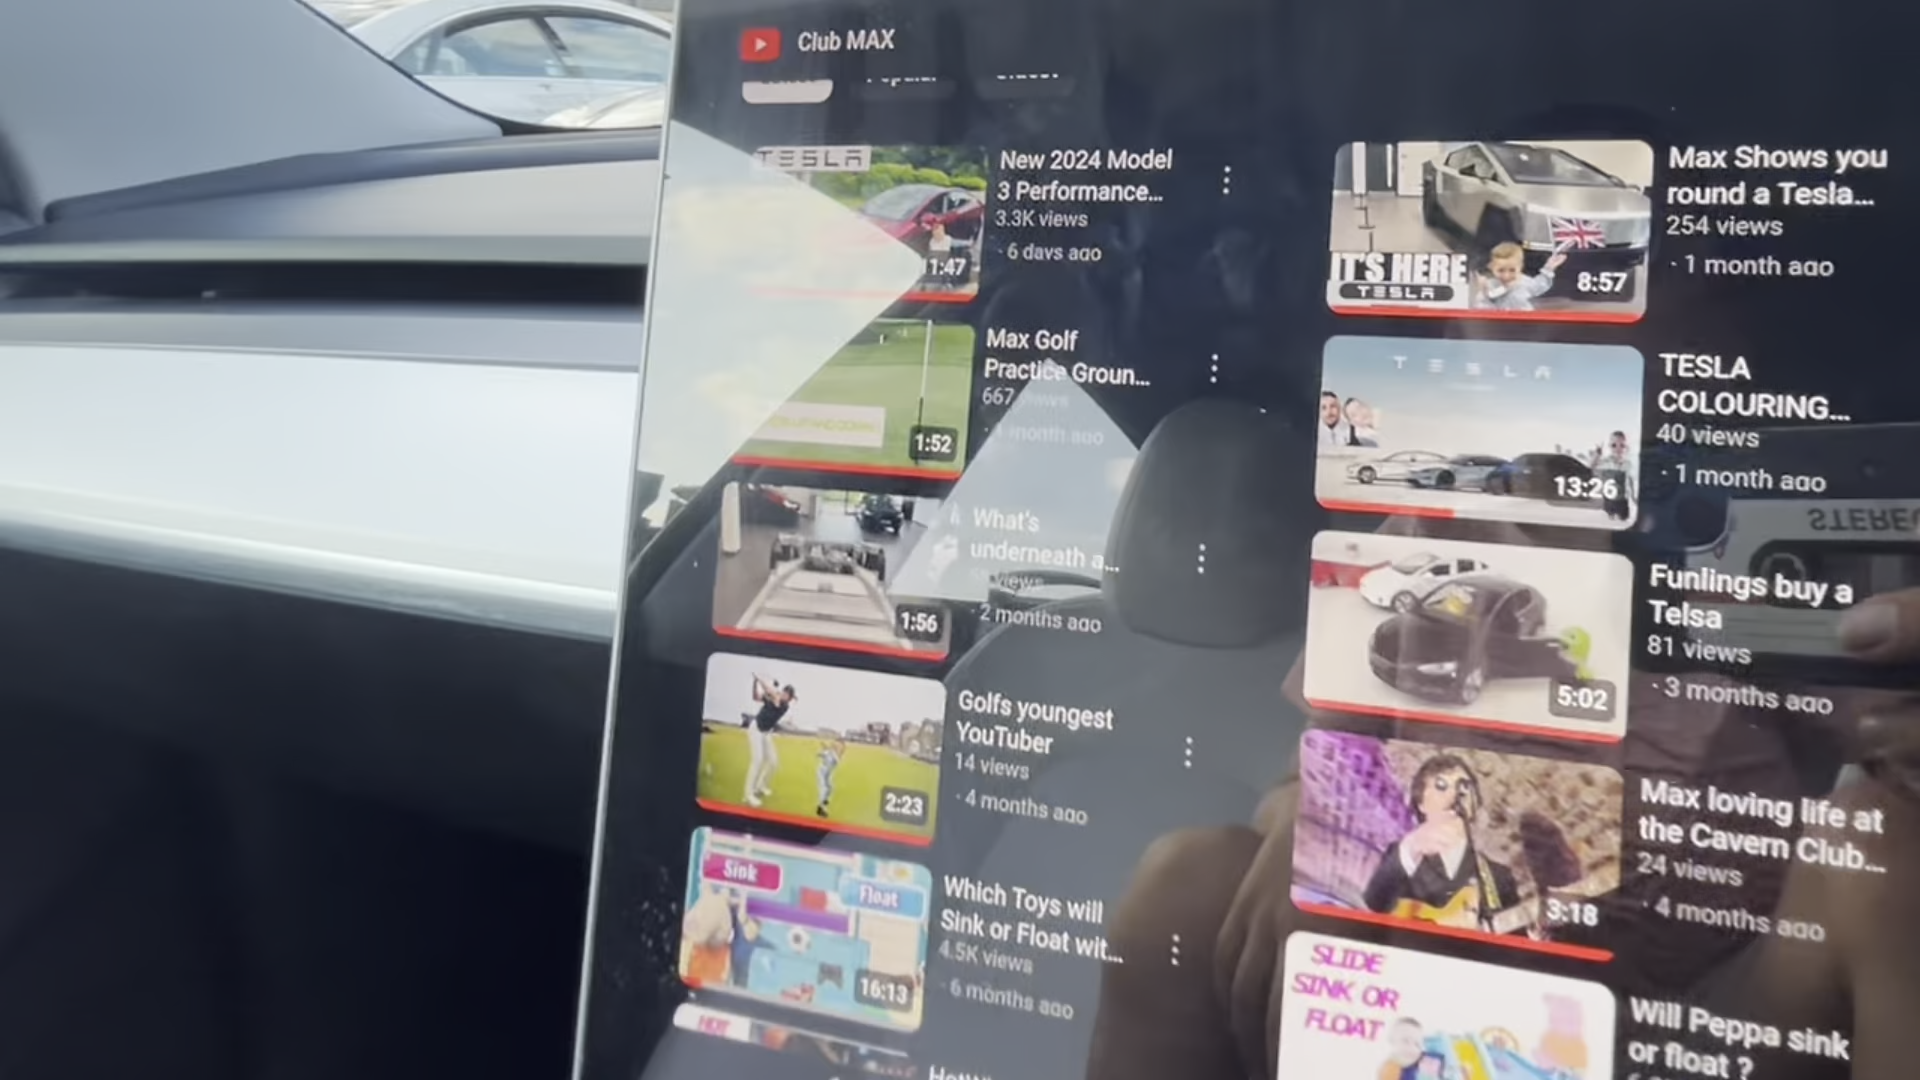 Club MAX
TESLA
1:47
New 2024 Model
3 Performance...
3.3K views
· 6 days ago
1:52
Max Golf
Practice Groun...
667 views
· 1 month ago
1:56
What's
underneath a...
views
· 2 months ago
2:23
Golfs youngest
YouTuber
14 views
· 4 months ago
Sink
Float
16:13
Which Toys will
Sink or Float wit...
4.5K views
· 6 months ago
HOT
IT'S HERE
TESLA
8:57
Max Shows you
round a Tesla...
254 views
· 1 month ago
TESLA
13:26
TESLA
COLOURING...
40 views
· 1 month ago
5:02
Funlings buy a
Telsa
81 views
· 3 months ago
3:18
Max loving life at
the Cavern Club...
24 views
· 4 months ago
SLIDE
SINK OR
FLOAT
Will Peppa sink
or float ?